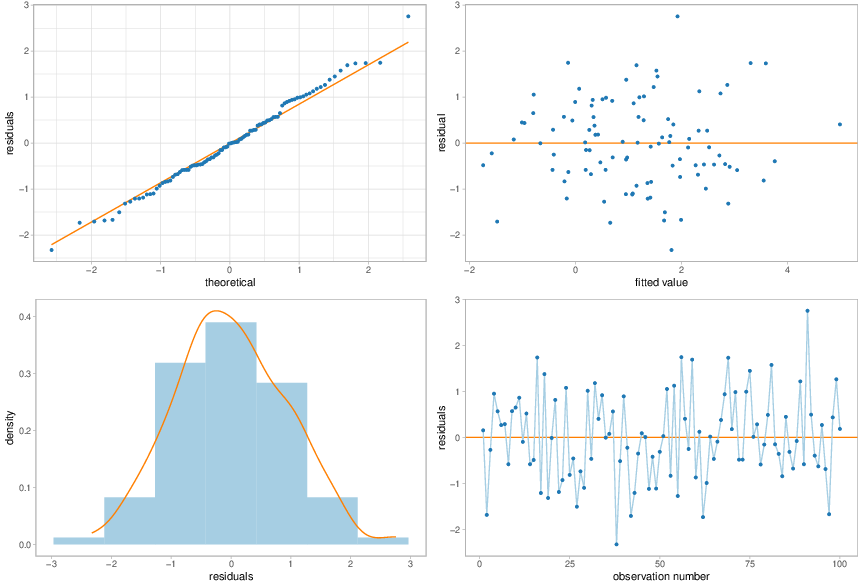 3
2
1
0
−1
−2
residuals
−2 −1 0 1 2
theoretical
3
2
1
0
−1
−2
residual
−2 0 2 4
fitted value
0.4
0.3
0.2
0.1
0.0
density
−3 −2 −1 0 1 2 3
residuals
3
2
1
0
−1
−2
residuals
0 25 50 75 100
observation number